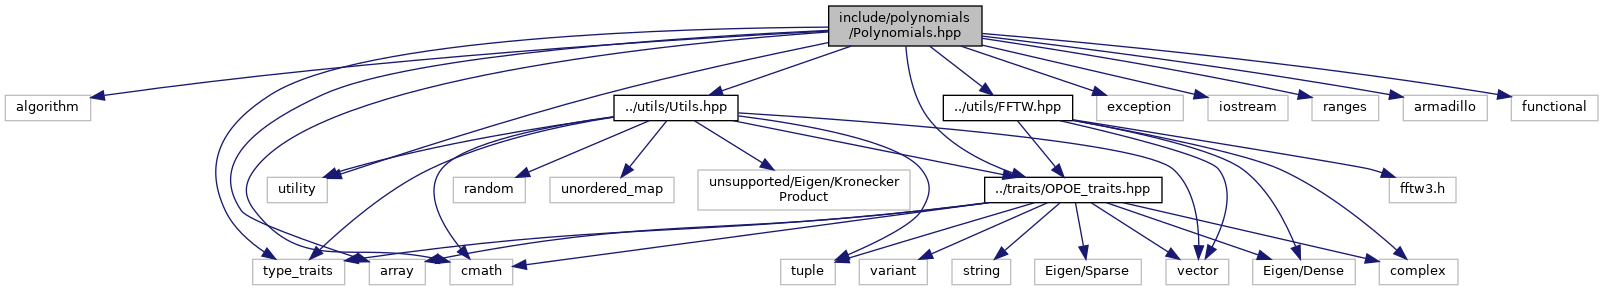 include/polynomials
/Polynomials.hpp
algorithm
../utils/Utils.hpp
../utils/FFTW.hpp
exception
iostream
ranges
armadillo
functional
utility
random
unordered_map
unsupported/Eigen/Kronecker
Product
../traits/OPOE_traits.hpp
fftw3.h
type_traits
array
cmath
tuple
variant
string
Eigen/Sparse
vector
Eigen/Dense
complex